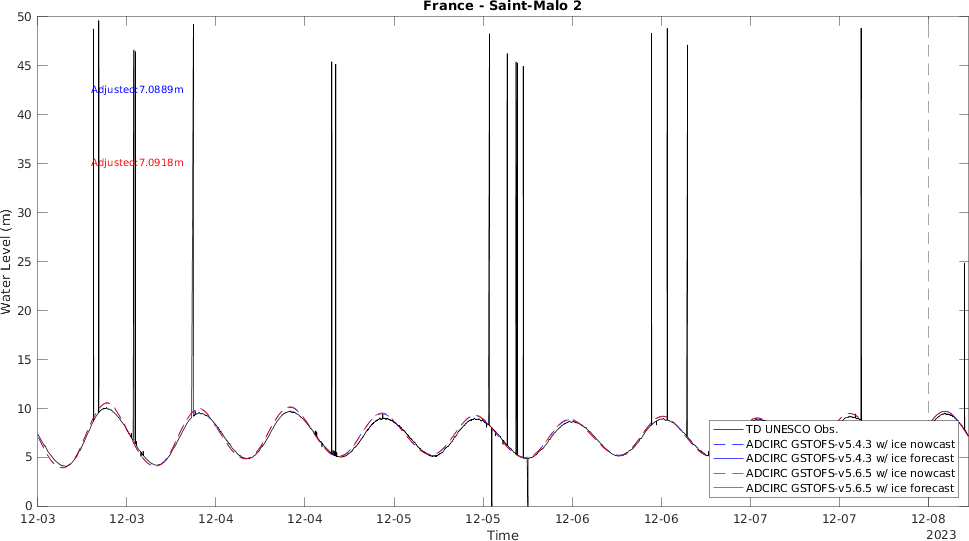 France - Saint-Malo 2
50
45
40
35
30
25
20
15
10
5
0
Water Level (m)
Adjusted:7.0889m
Adjusted:7.0918m
TD UNESCO Obs.
ADCIRC GSTOFS-v5.4.3 w/ ice nowcast
ADCIRC GSTOFS-v5.4.3 w/ ice forecast
ADCIRC GSTOFS-v5.6.5 w/ ice nowcast
ADCIRC GSTOFS-v5.6.5 w/ ice forecast
12-03 12-03 12-04 12-04 12-05 12-05 12-06 12-06 12-07 12-07 12-08
Time
2023